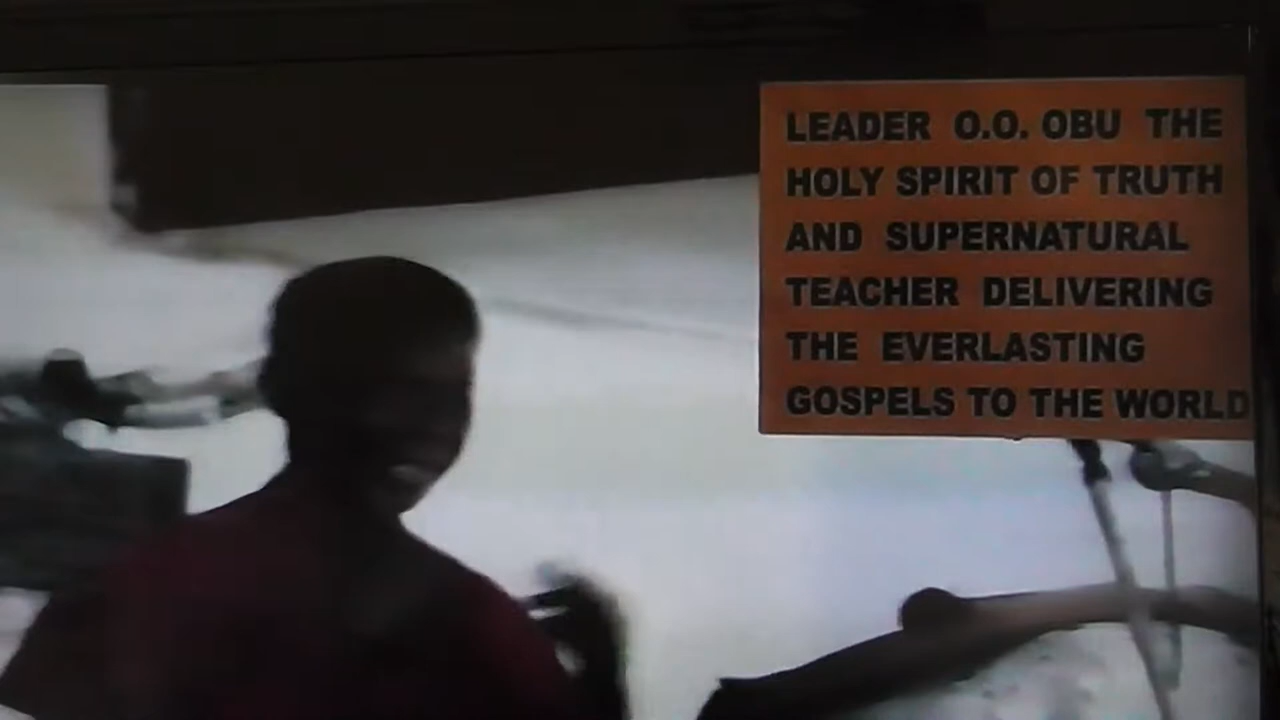 LEADER O.O. OBU THE
HOLY SPIRIT OF TRUTH
AND SUPERNATURAL
TEACHER DELIVERING
THE EVERLASTING
GOSPELS TO THE WORLD